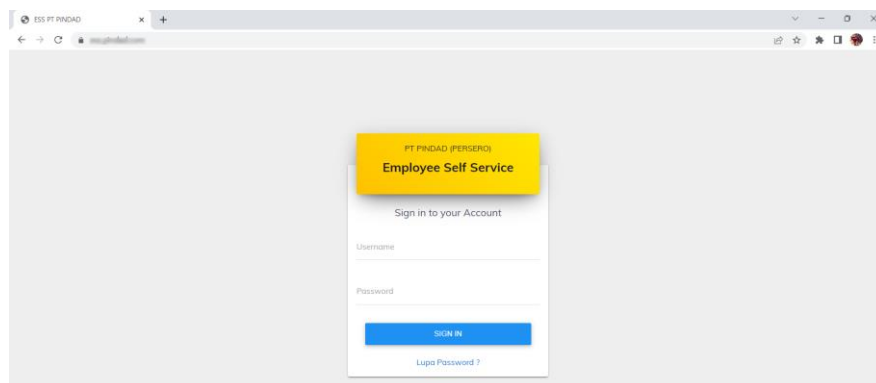 ESS PT PINDAD
PT PINDAD (PERSERO)
Employee Self Service
Sign in to your Account
Username
Password
SIGN IN
Lupa Password ?